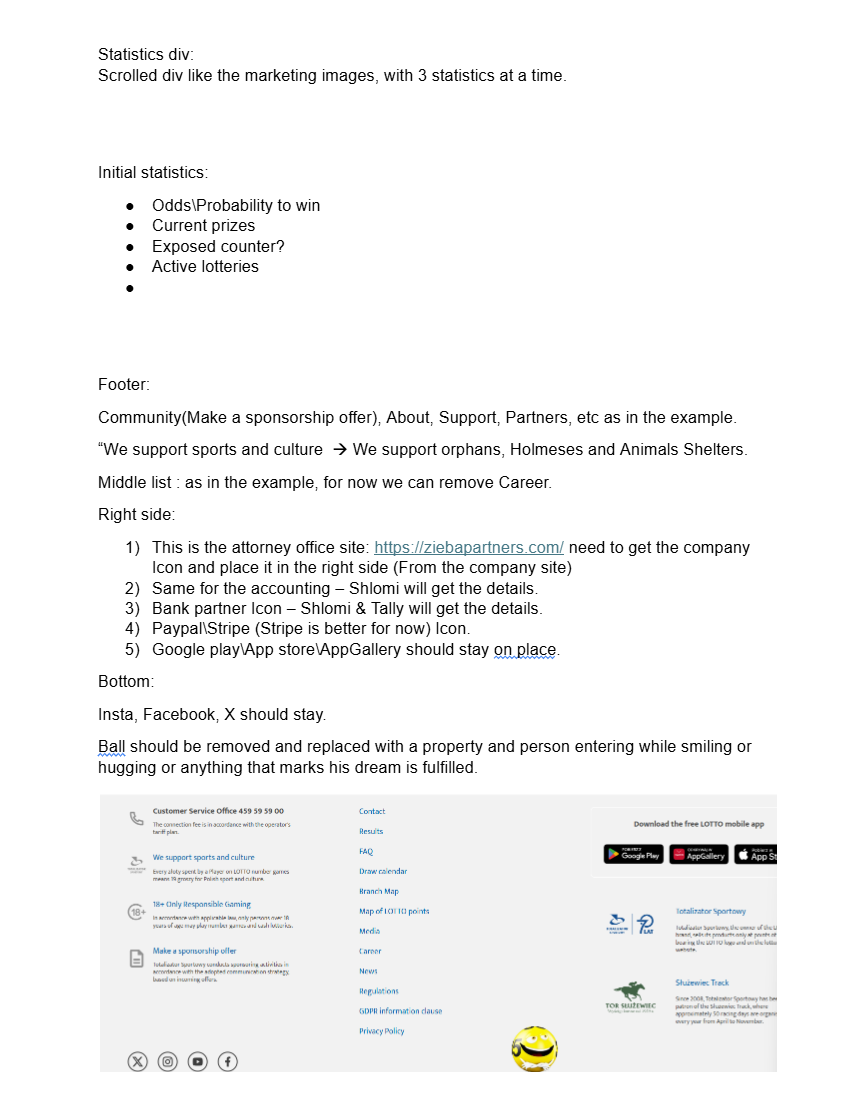 Statistics div:
Scrolled div like the marketing images, with 3 statistics at a time.
Initial statistics:
● Odds\Probability to win
● Current prizes
● Exposed counter?
● Active lotteries
●
Footer:
Community(Make a sponsorship offer), About, Support, Partners, etc as in the example.
“We support sports and culture → We support orphans, Holmeses and Animals Shelters.
Middle list : as in the example, for now we can remove Career.
Right side:
1) This is the attorney office site: https://ziebapartners.com/ need to get the company
Icon and place it in the right side (From the company site)
2) Same for the accounting – Shlomi will get the details.
3) Bank partner Icon – Shlomi & Tally will get the details.
4) Paypal\Stripe (Stripe is better for now) Icon.
5) Google play\App store\AppGallery should stay on place.
Bottom:
Insta, Facebook, X should stay.
Ball should be removed and replaced with a property and person entering while smiling or
hugging or anything that marks his dream is fulfilled.
Customer Service Office 459 59 59 00
The connection fee is in accordance with the operator's
tariff plan.
We support sports and culture
Every zloty spent by a Player on LOTTO number games
means 19 groszy for Polish sport and culture.
18+
18+ Only Responsible Gaming
In accordance with applicable law, only persons over 18
years of age may play number games and cash lotteries.
Make a sponsorship offer
Totalizator Sportowy conducts sponsoring activities in
accordance with the adopted communication strategy,
based on incoming offers.
Contact
Results
FAQ
Draw calendar
Branch Map
Map of LOTTO points
Media
Career
News
Regulations
GDPR information clause
Privacy Policy
Download the free LOTTO mobile app
Google Play
AppGallery
App St
Totalizator Sportowy
Totalizator Sportowy, the owner of the L
brand, sells its products only at points of
bearing the LOTTO logo and on the lotto
website.
LAT
Służewiec Track
Since 2008, Totalizator Sportowy has be
patron of the Służewiec Track, where
approximately 50 racing days are organi
every year from April to November.
TOR SŁUŻEWIEC